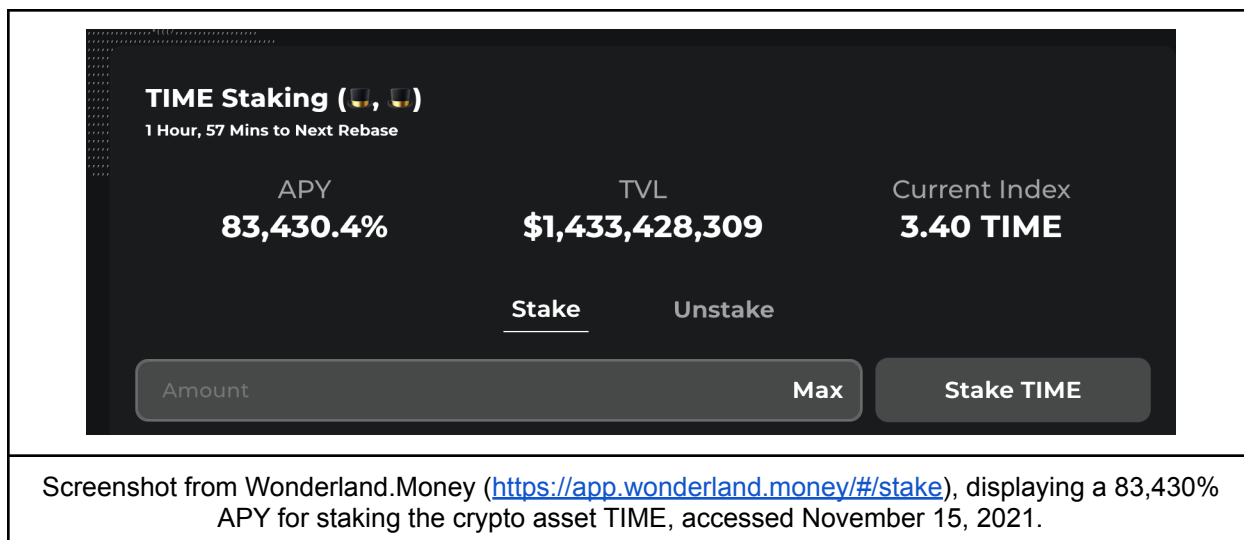 TIME Staking (🎩, 🎩)
1 Hour, 57 Mins to Next Rebase
APY TVL Current Index
83,430.4% $1,433,428,309 3.40 TIME
Stake Unstake
Amount Max Stake TIME
Screenshot from Wonderland.Money (https://app.wonderland.money/#/stake), displaying a 83,430%
APY for staking the crypto asset TIME, accessed November 15, 2021.